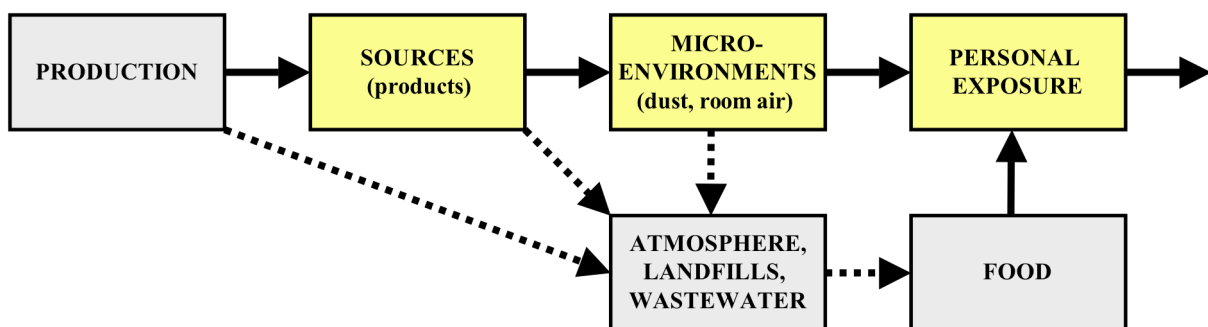 PRODUCTION
SOURCES
(products)
MICRO-
ENVIRONMENTS
(dust, room air)
PERSONAL
EXPOSURE
ATMOSPHERE,
LANDFILLS,
WASTEWATER
FOOD